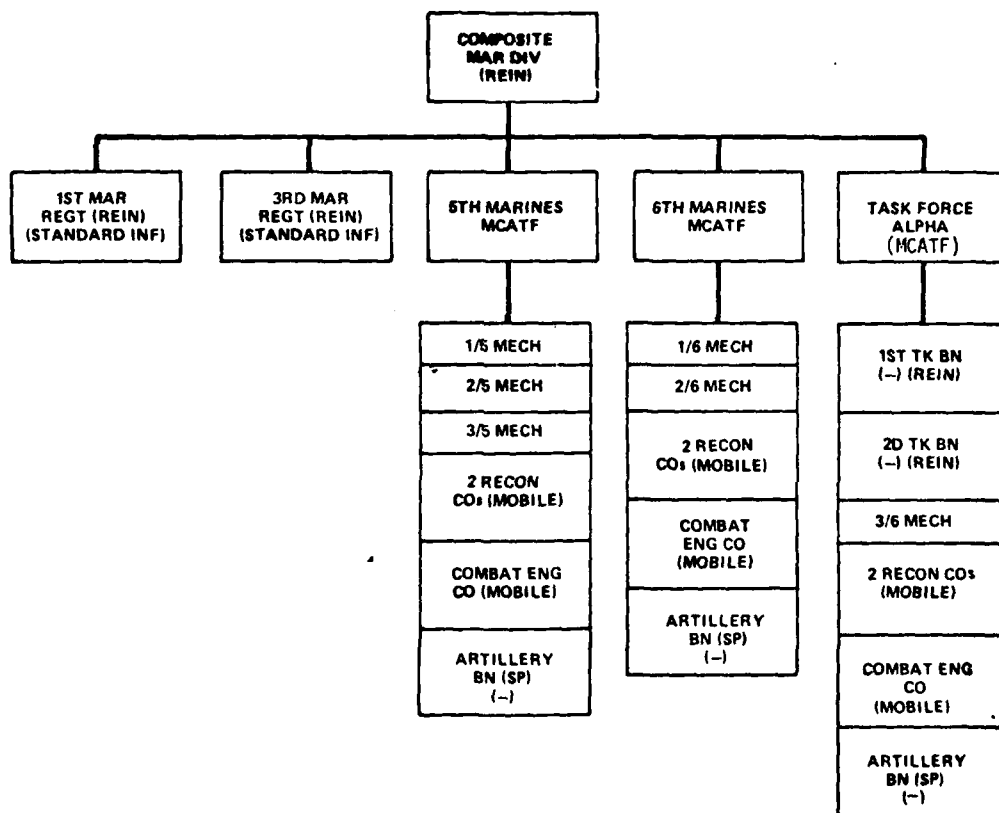 COMPOSITE
MAR DIV
(REIN)
1ST MAR
REGT (REIN)
(STANDARD INF)
3RD MAR
REGT (REIN)
(STANDARD INF)
5TH MARINES
MCATF
6TH MARINES
MCATF
TASK FORCE
ALPHA
(MCATF)
1/5 MECH
2/5 MECH
3/5 MECH
2 RECON
COs (MOBILE)
COMBAT ENG
CO (MOBILE)
ARTILLERY
BN (SP)
(–)
1/6 MECH
2/6 MECH
2 RECON
COs (MOBILE)
COMBAT
ENG CO
(MOBILE)
ARTILLERY
BN (SP)
(–)
1ST TK BN
(–) (REIN)
2D TK BN
(–) (REIN)
3/6 MECH
2 RECON COs
(MOBILE)
COMBAT ENG
CO
(MOBILE)
ARTILLERY
BN (SP)
(–)